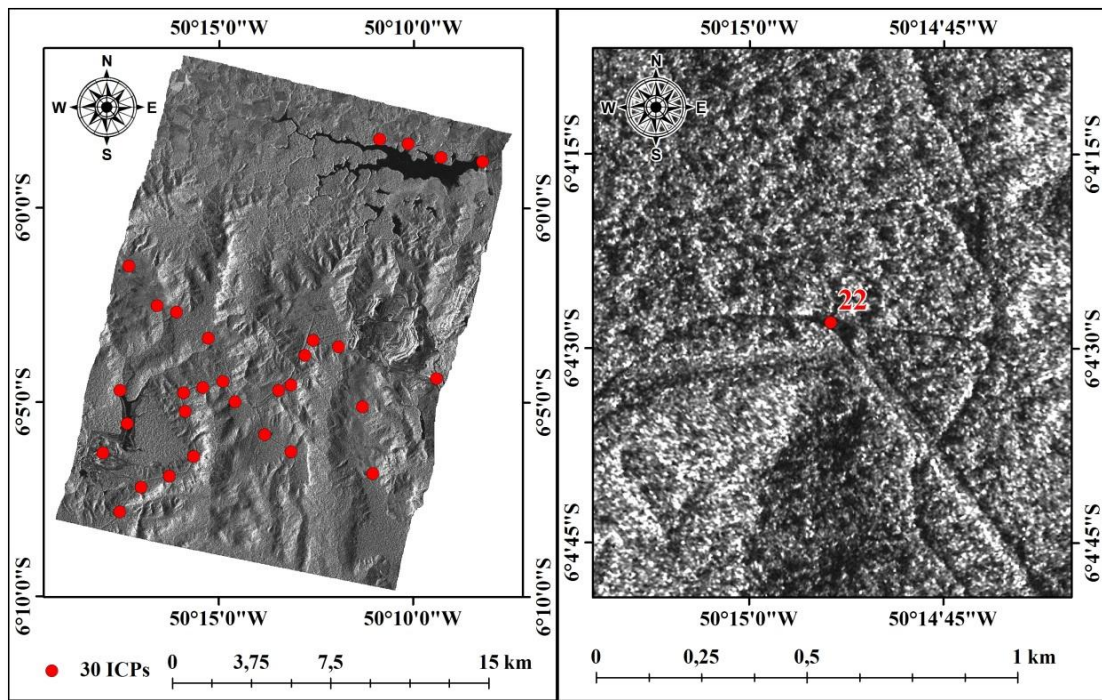 50°15'0"W 50°10'0"W
N
W E
S
6°0'0"S 6°0'0"S
6°5'0"S 6°5'0"S
6°10'0"S 6°10'0"S
50°15'0"W 50°10'0"W
30 ICPs
0 3,75 7,5 15 km
50°15'0"W 50°14'45"W
N
W E
S
6°4'15"S 6°4'15"S
22
6°4'30"S 6°4'30"S
6°4'45"S 6°4'45"S
50°15'0"W 50°14'45"W
0 0,25 0,5 1 km